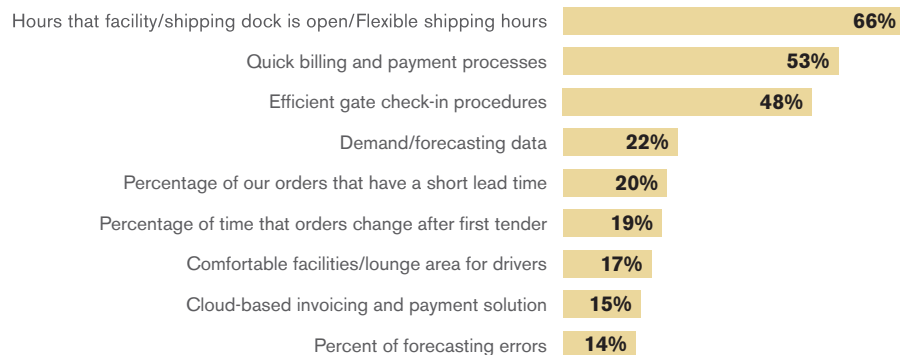 Hours that facility/shipping dock is open/Flexible shipping hours 66%
Quick billing and payment processes 53%
Efficient gate check-in procedures 48%
Demand/forecasting data 22%
Percentage of our orders that have a short lead time 20%
Percentage of time that orders change after first tender 19%
Comfortable facilities/lounge area for drivers 17%
Cloud-based invoicing and payment solution 15%
Percent of forecasting errors 14%